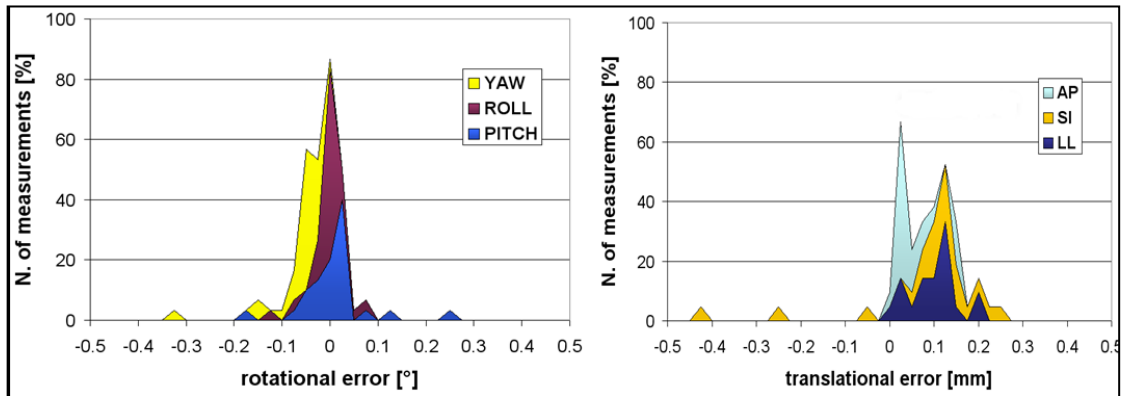 N. of measurements [%]
100
80
60
40
20
0
-0.5 -0.4 -0.3 -0.2 -0.1 0 0.1 0.2 0.3 0.4 0.5
rotational error [°]
YAW
ROLL
PITCH
N. of measurements [%]
100
80
60
40
20
0
-0.5 -0.4 -0.3 -0.2 -0.1 0 0.1 0.2 0.3 0.4 0.5
translational error [mm]
AP
SI
LL